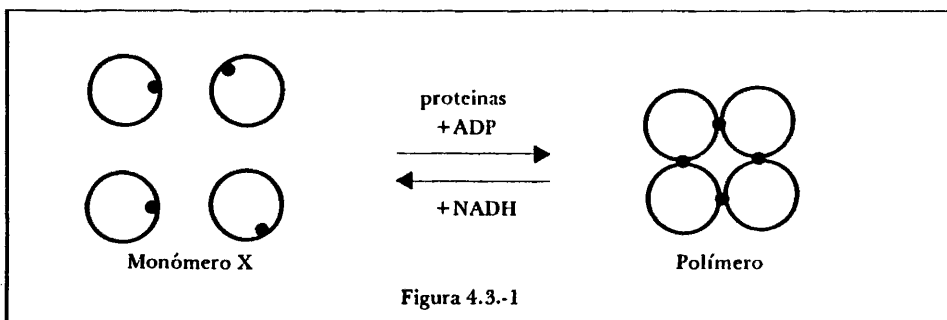 proteinas
+ADP
+NADH
Monómero X
Polímero
Figura 4.3.-1